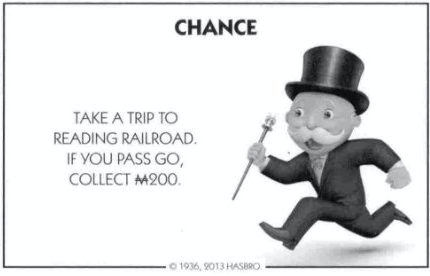 CHANCE
TAKE A TRIP TO
READING RAILROAD.
IF YOU PASS GO,
COLLECT ₩200.
© 1936, 2013 HASBRO.